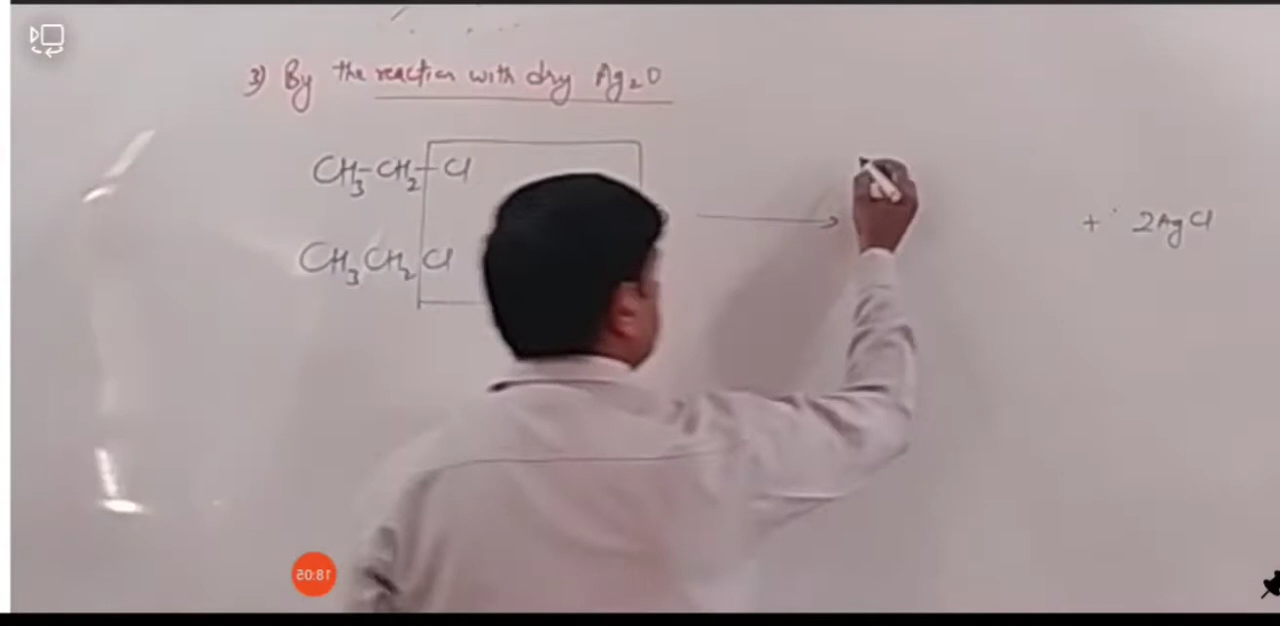 3) By the reaction with dry Ag₂O
CH₃-CH₂-Cl
+ 2AgCl
CH₃CH₂Cl
18:05